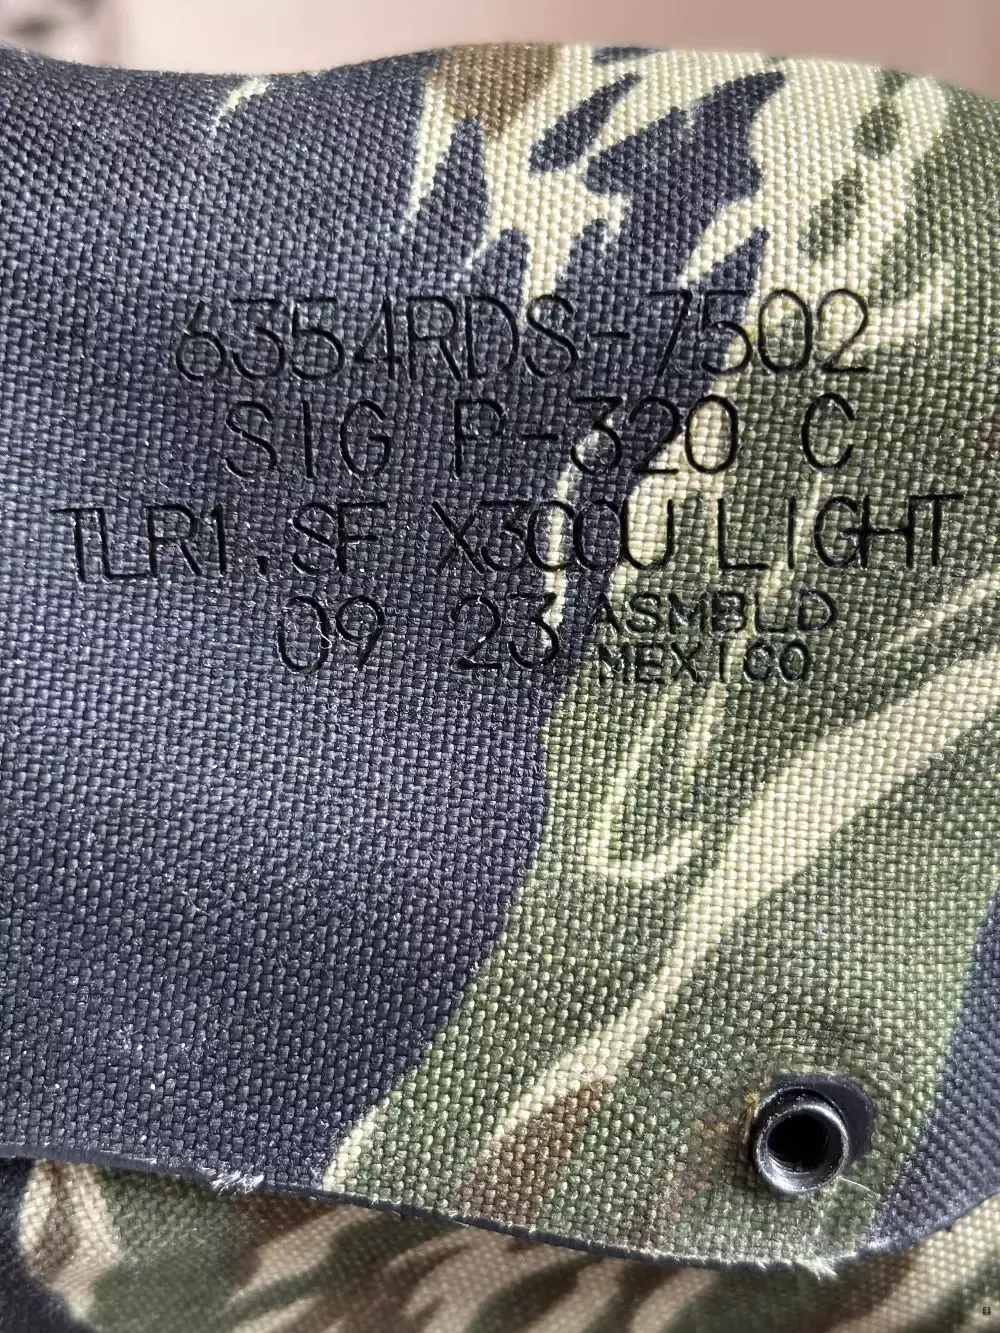 6354RDS-7502
SIG P-320 C
TLR1.SF X300U LIGHT
09 23 ASMBLD
MEXICO